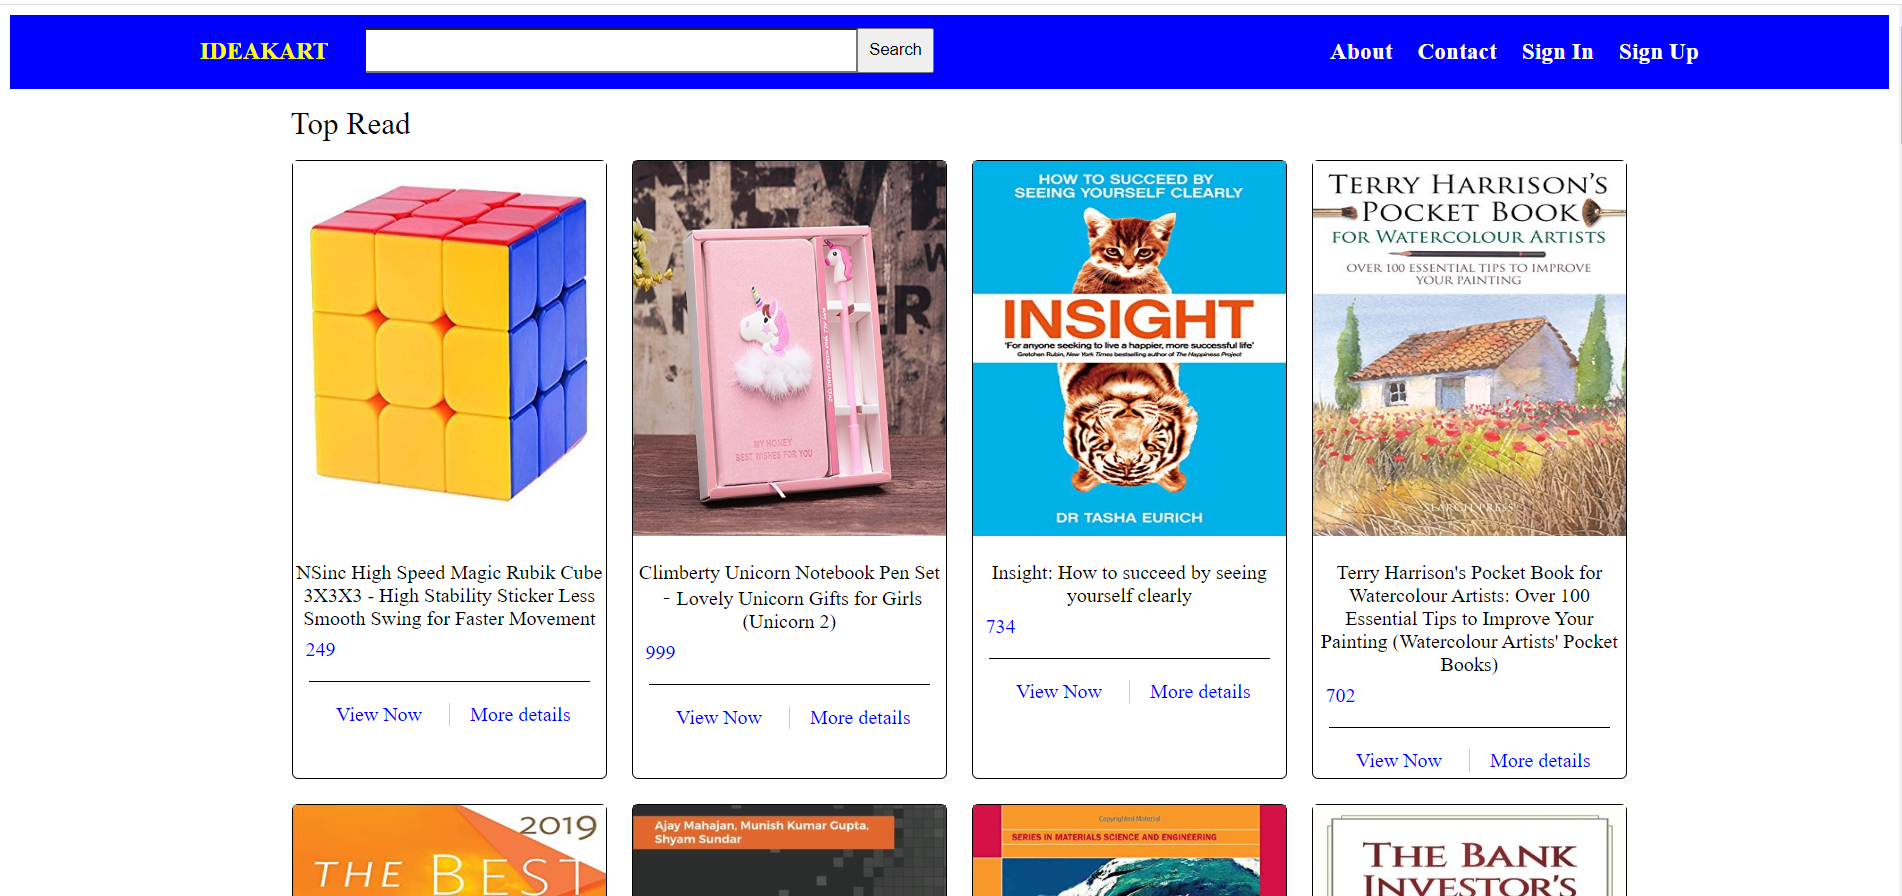 IDEAKART
Search
About
Contact
Sign In
Sign Up
Top Read
MY HONEY
BEST WISHES FOR YOU
HOW TO SUCCEED BY
SEEING YOURSELF CLEARLY
INSIGHT
'For anyone seeking to live a happier, more successful life'
Gretchen Rubin, New York Times bestselling author of The Happiness Project
DR TASHA EURICH
TERRY HARRISON'S
POCKET BOOK
FOR WATERCOLOUR ARTISTS
OVER 100 ESSENTIAL TIPS TO IMPROVE
YOUR PAINTING
SEARCH PRESS
NSinc High Speed Magic Rubik Cube
3X3X3 - High Stability Sticker Less
Smooth Swing for Faster Movement
249
View Now
More details
Climberty Unicorn Notebook Pen Set
- Lovely Unicorn Gifts for Girls
(Unicorn 2)
999
View Now
More details
Insight: How to succeed by seeing
yourself clearly
734
View Now
More details
Terry Harrison's Pocket Book for
Watercolour Artists: Over 100
Essential Tips to Improve Your
Painting (Watercolour Artists' Pocket
Books)
702
View Now
More details
2019
THE BEST
Ajay Mahajan, Munish Kumar Gupta,
Shyam Sundar
Copyrighted Material
SERIES IN MATERIALS SCIENCE AND ENGINEERING
THE BANK
INVESTOR'S